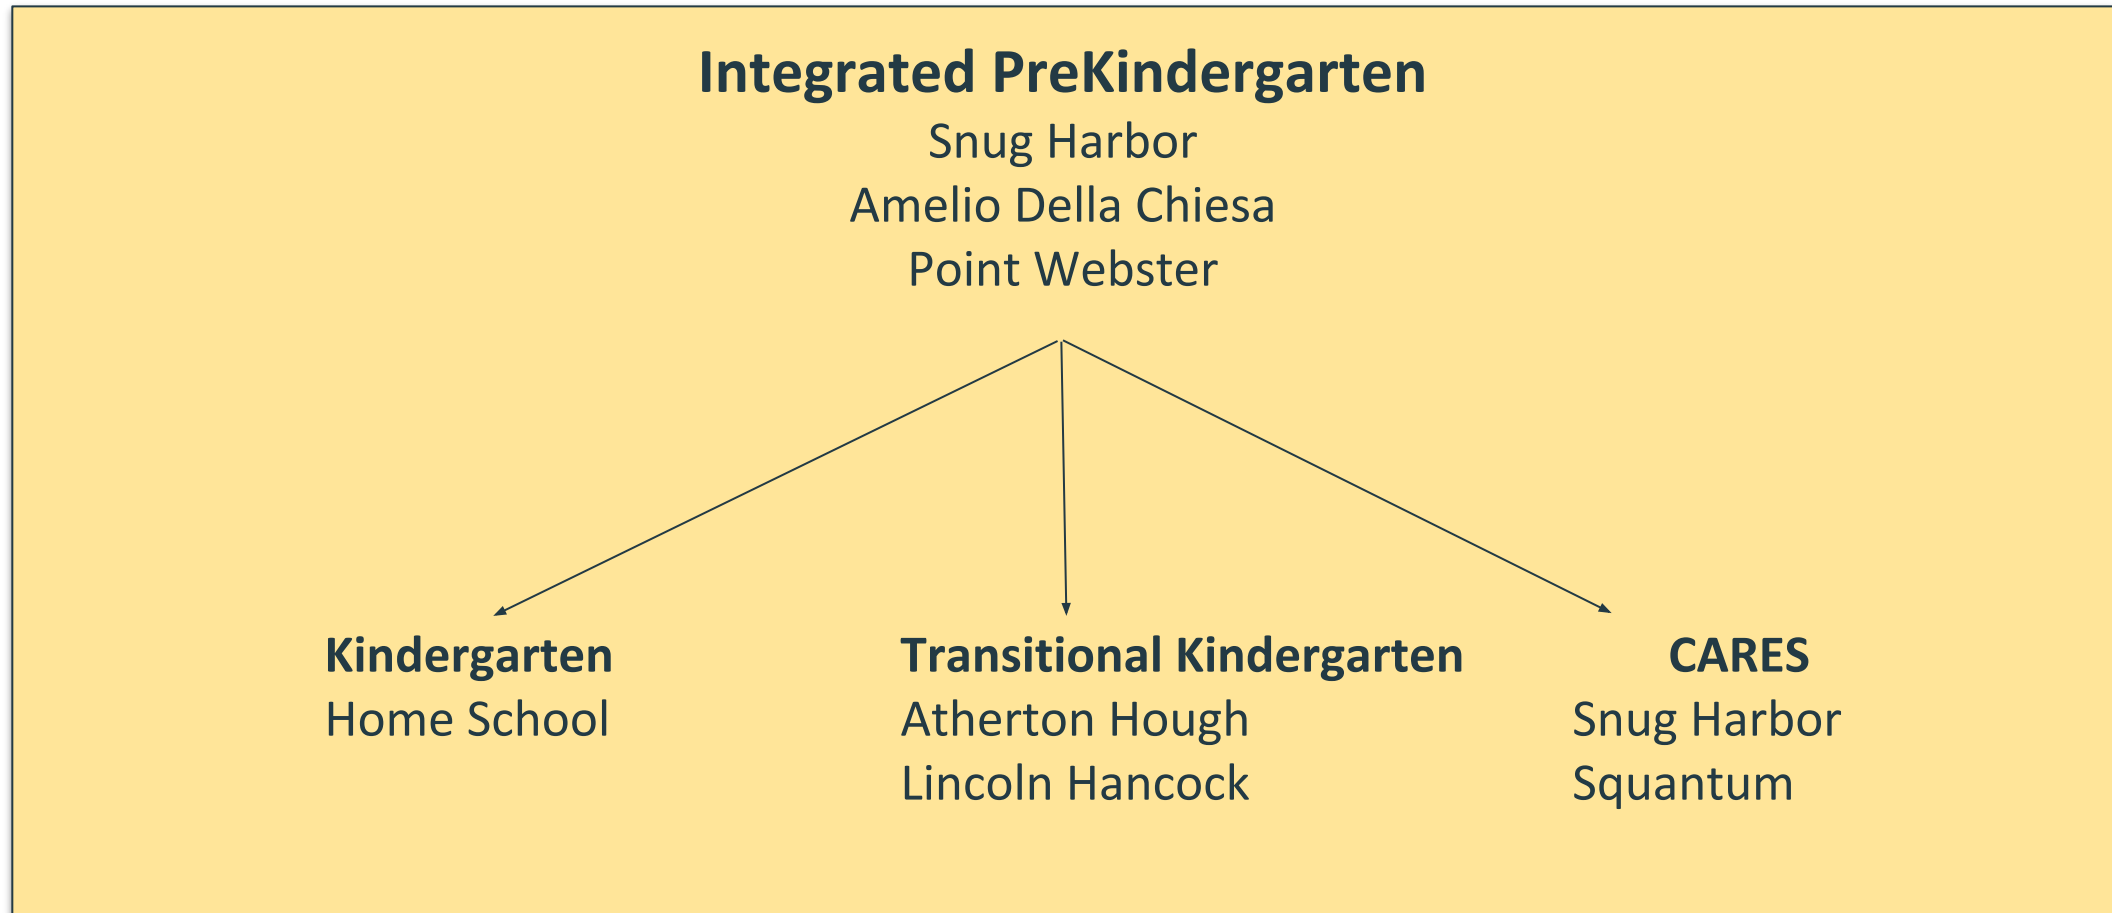 Integrated PreKindergarten
Snug Harbor
Amelio Della Chiesa
Point Webster
Kindergarten
Home School
Transitional Kindergarten
Atherton Hough
Lincoln Hancock
CARES
Snug Harbor
Squantum